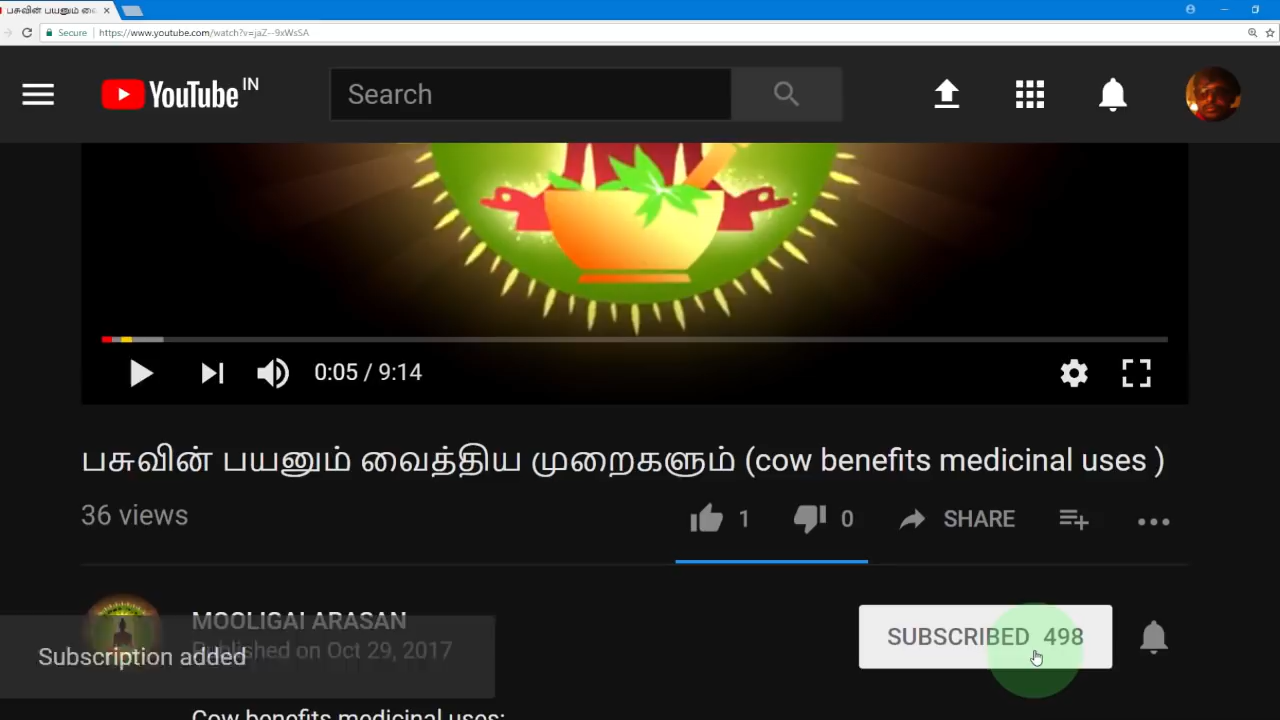 பசுவின் பயனும் வை
Secure https://www.youtube.com/watch?v=jaZ--9xWsSA
YouTube IN
Search
0:05 / 9:14
பசுவின் பயனும் வைத்திய முறைகளும் (cow benefits medicinal uses )
36 views
1
0
SHARE
MOOLIGAI ARASAN
SUBSCRIBED 498
Published on Oct 29, 2017
Subscription added
Cow benefits medicinal uses: